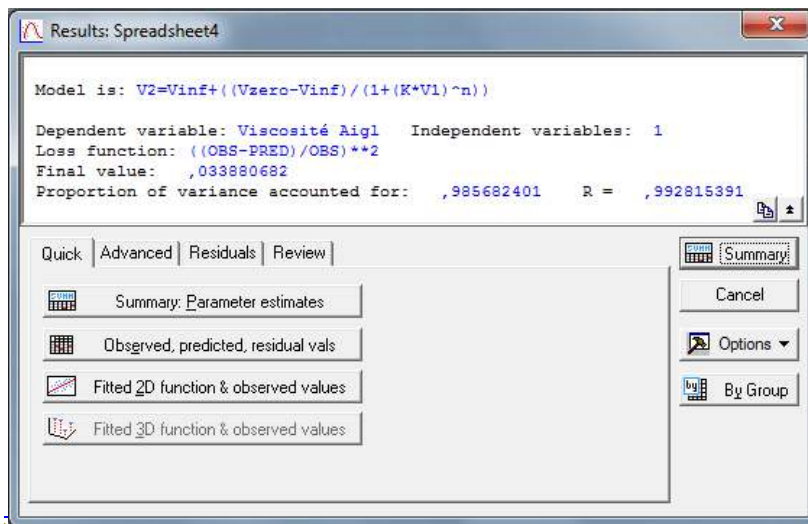 Results: Spreadsheet4
Model is: V2=Vinf+((Vzero-Vinf)/(1+(K*V1)^n))
Dependent variable: Viscosité Aigl Independent variables: 1
Loss function: ((OBS-PRED)/OBS)**2
Final value: ,033880682
Proportion of variance accounted for: ,985682401 R = ,992815391
Quick Advanced Residuals Review
Summary
Summary: Parameter estimates
Cancel
Observed, predicted, residual vals
Options
Fitted 2D function & observed values
By Group
Fitted 3D function & observed values